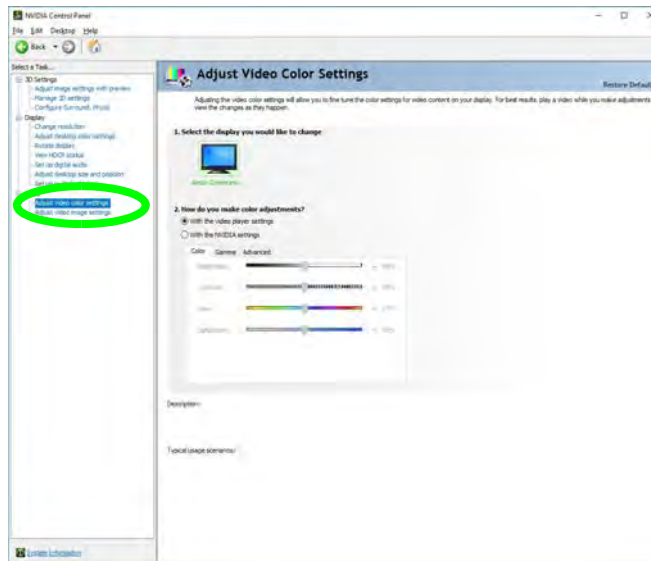 NVIDIA Control Panel
File Edit Desktop Help
Back
Select a Task...
3D Settings
Adjust image settings with preview
Manage 3D settings
Configure Surround, PhysX
Display
Change resolution
Adjust desktop color settings
Rotate display
View HDCP status
Set up digital audio
Adjust desktop size and position
Adjust video color settings
Adjust video image settings
System Information
Adjust Video Color Settings
Restore Default
Adjusting the video color settings will allow you to fine tune the color settings for video content on your display. For best results, play a video while you make adjustments
view the changes as they happen.
1. Select the display you would like to change
2. How do you make color adjustments?
With the video player settings
With the NVIDIA settings
Color Gamma Advanced
Description:
Typical usage scenarios: